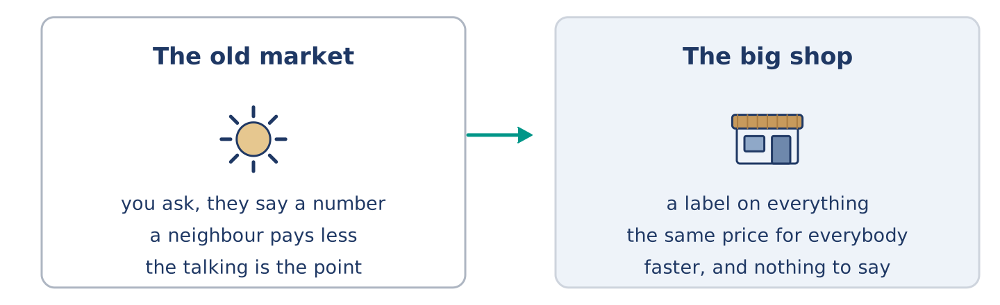 The old market
you ask, they say a number
a neighbour pays less
the talking is the point
The big shop
a label on everything
the same price for everybody
faster, and nothing to say